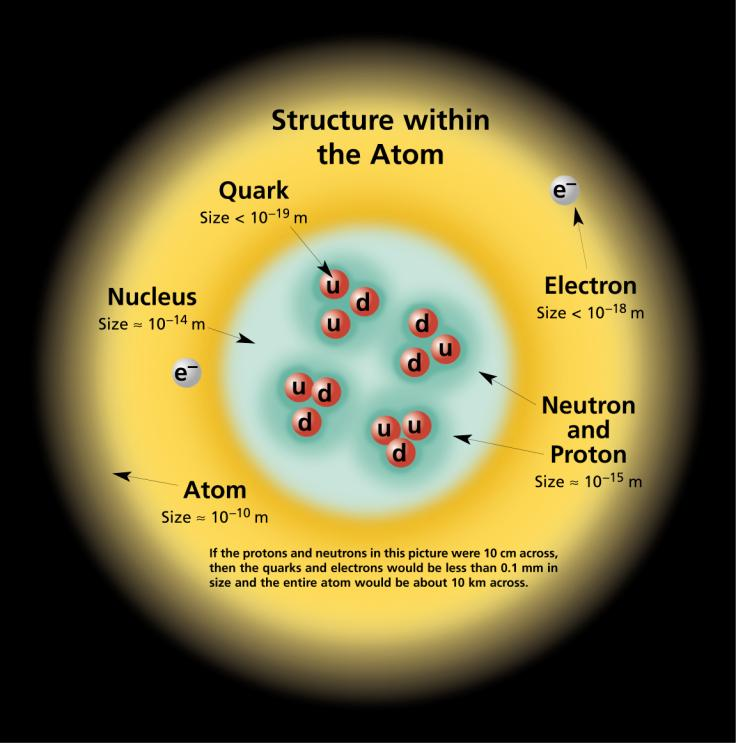 Structure within
the Atom
Quark
Size < 10⁻¹⁹ m
e⁻
Electron
Size < 10⁻¹⁸ m
Nucleus
Size ≈ 10⁻¹⁴ m
e⁻
u
d
u
d
u
d
u
d
d
u
u
d
Neutron
and
Proton
Size ≈ 10⁻¹⁵ m
Atom
Size ≈ 10⁻¹⁰ m
If the protons and neutrons in this picture were 10 cm across,
then the quarks and electrons would be less than 0.1 mm in
size and the entire atom would be about 10 km across.